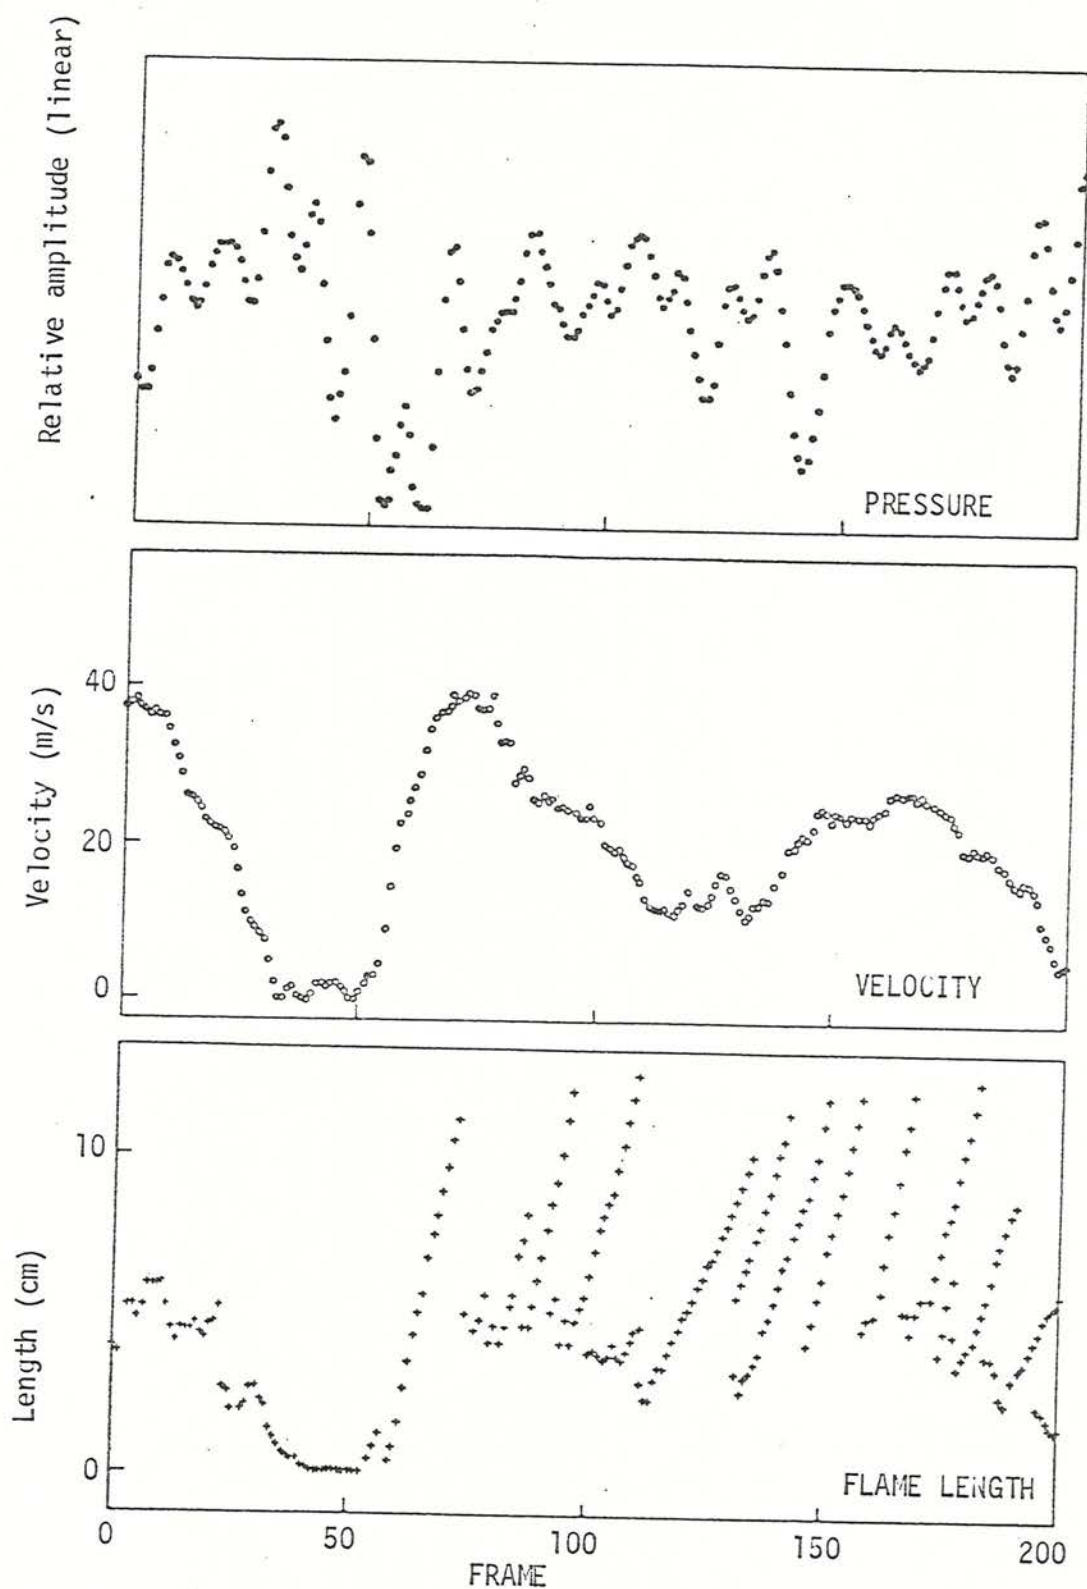 Relative amplitude (linear)
PRESSURE
Velocity (m/s)
40
20
0
VELOCITY
Length (cm)
10
0
FLAME LENGTH
0
50
100
150
200
FRAME